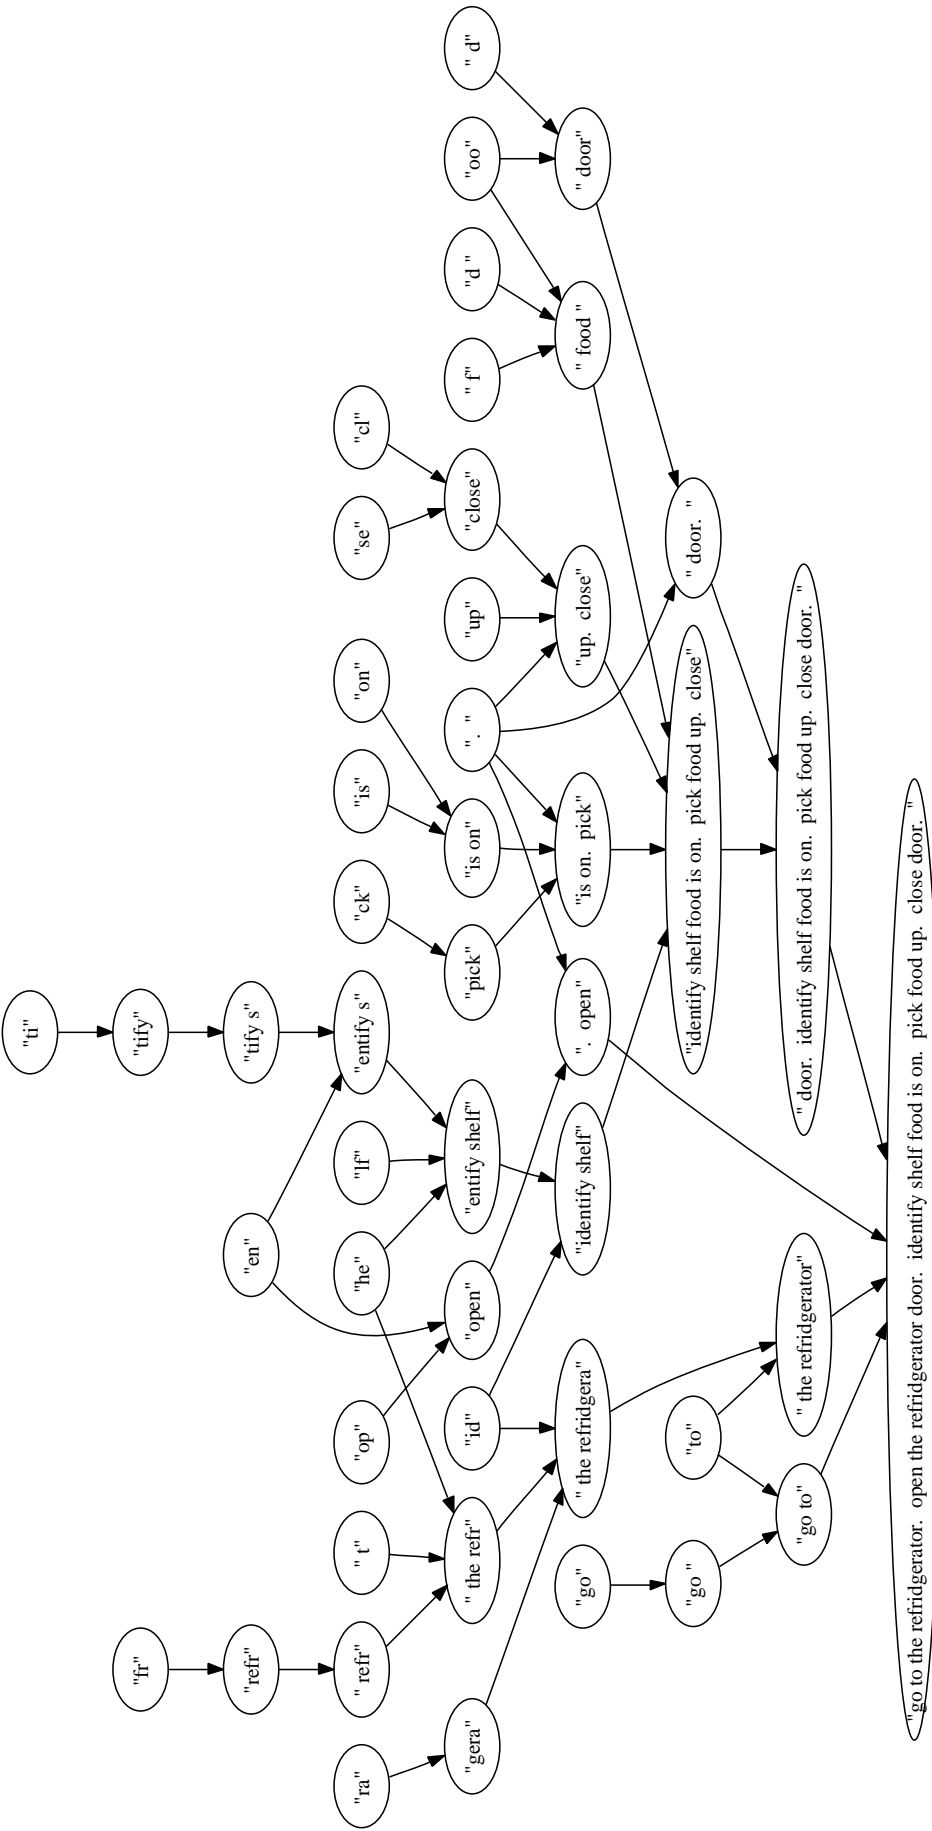 "ti"
"fr"
"tify"
"en"
"refr"
"tify s"
"ra"
" refr"
" t"
"op"
"he"
"lf"
"entify s"
"ck"
"is"
"on"
"se"
"cl"
"gera"
" the refr"
"id"
"open"
"entify shelf"
"pick"
"is on"
" . "
"up"
"close"
" f"
"d "
"oo"
" d"
"go"
" the refridgera"
"identify shelf"
" .  open"
"is on.  pick"
"up.  close"
" food "
" door"
"go "
"to"
"identify shelf food is on.  pick food up.  close"
" door.  "
"go to"
" the refridgerator"
" door.  identify shelf food is on.  pick food up.  close door.  "
"go to the refridgerator.  open the refridgerator door.  identify shelf food is on.  pick food up.  close door.  "